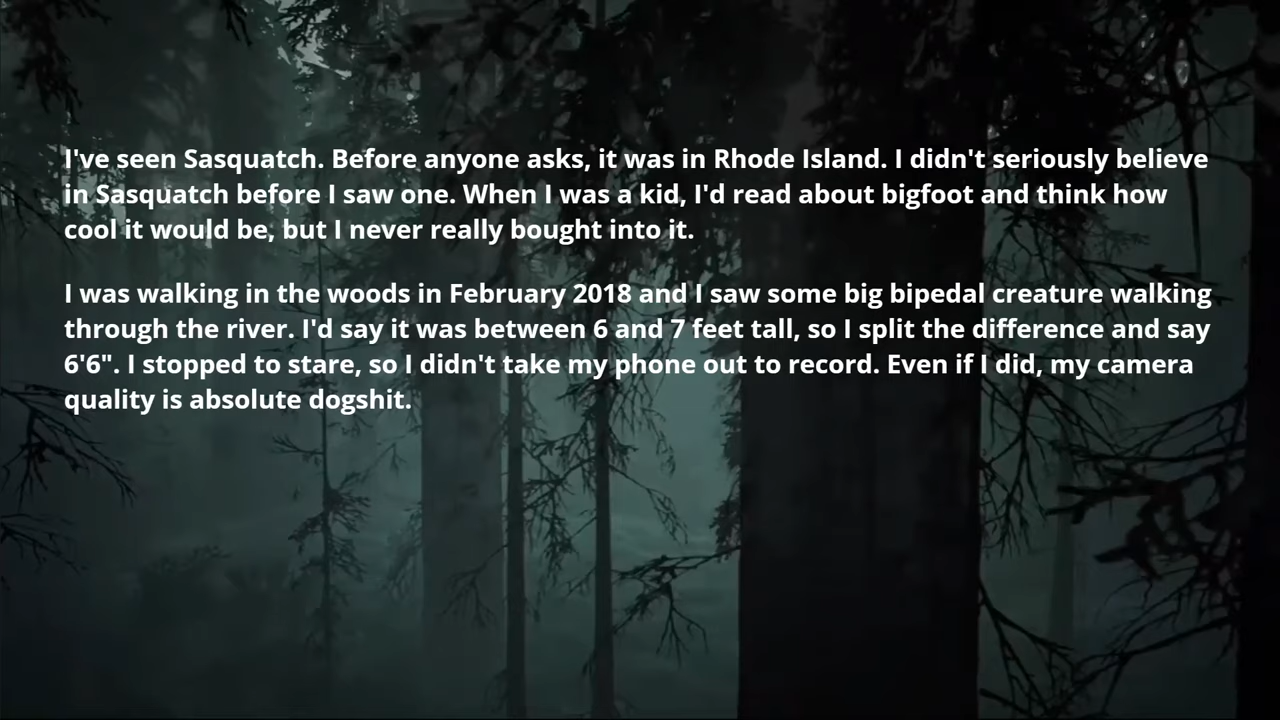 I've seen Sasquatch. Before anyone asks, it was in Rhode Island. I didn't seriously believe
in Sasquatch before I saw one. When I was a kid, I'd read about bigfoot and think how
cool it would be, but I never really bought into it.
I was walking in the woods in February 2018 and I saw some big bipedal creature walking
through the river. I'd say it was between 6 and 7 feet tall, so I split the difference and say
6'6". I stopped to stare, so I didn't take my phone out to record. Even if I did, my camera
quality is absolute dogshit.